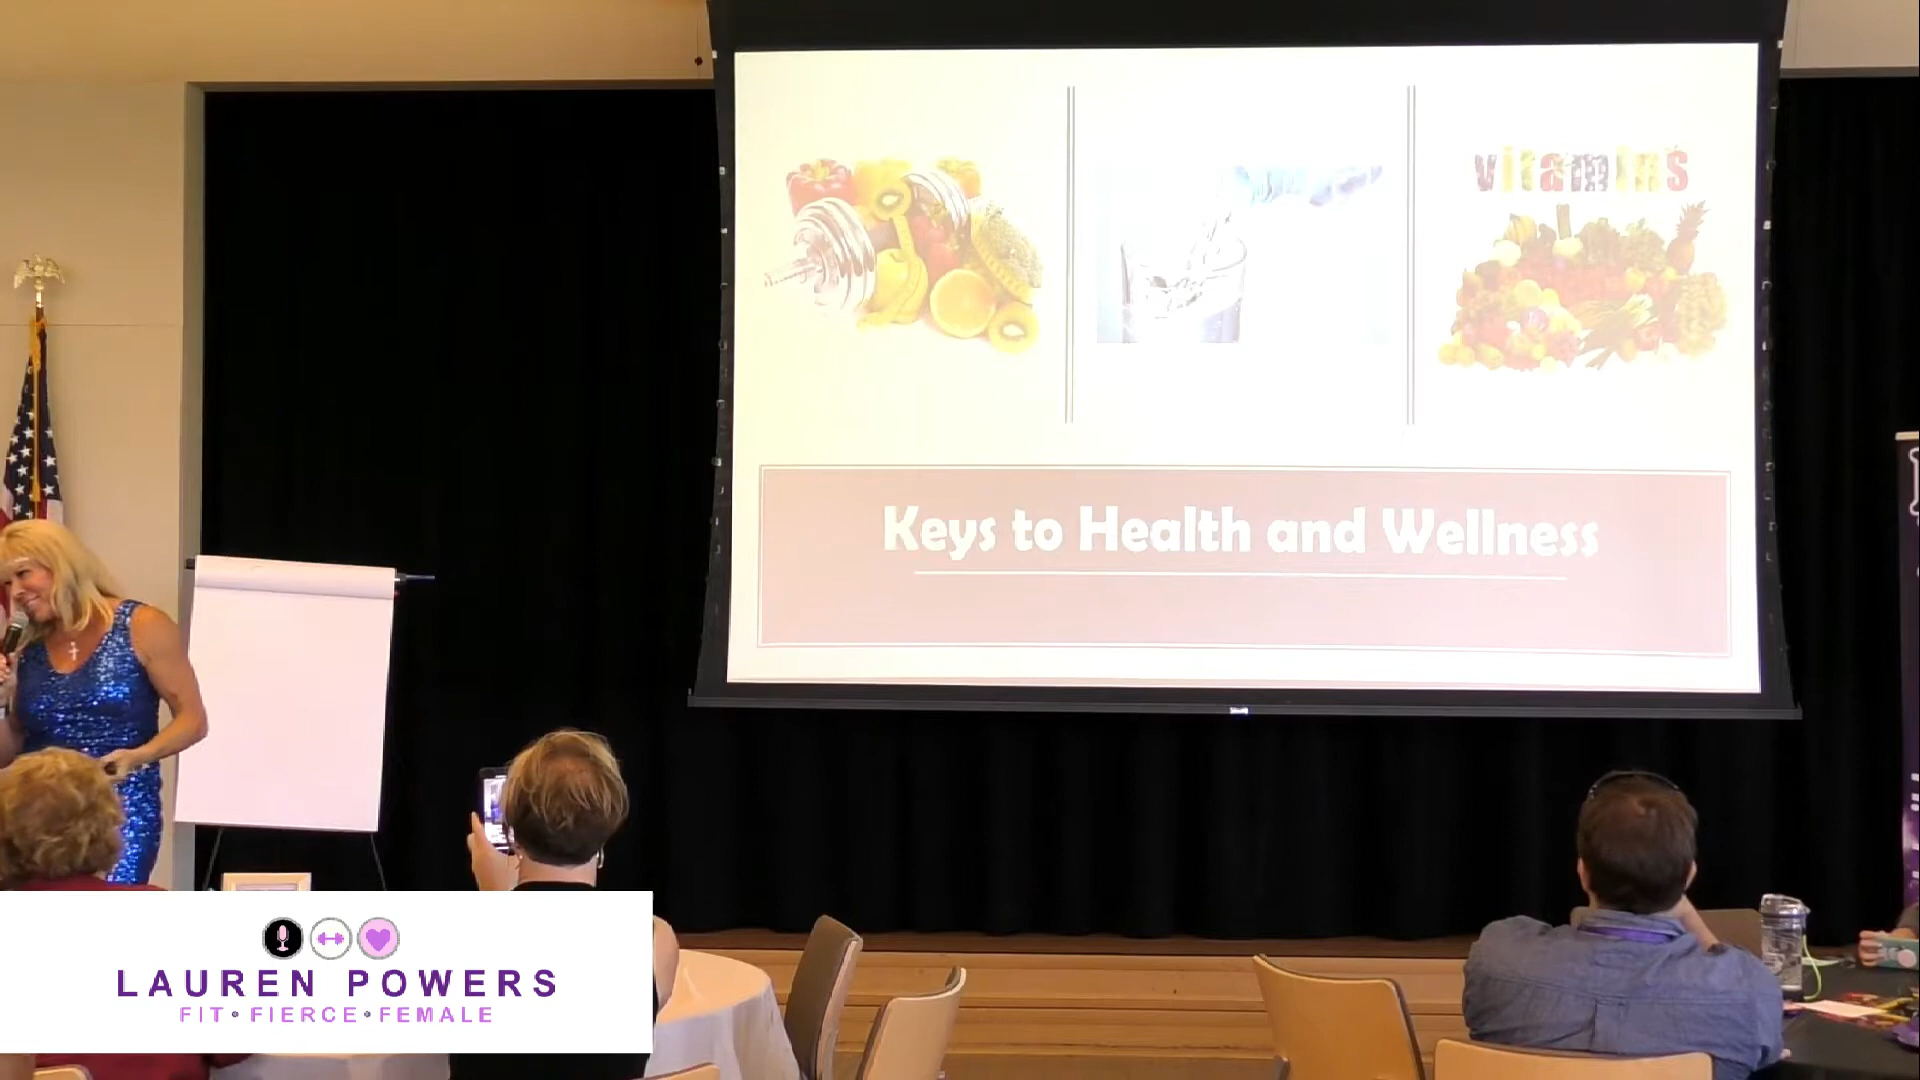 vitamins
Keys to Health and Wellness
LAUREN POWERS
FIT•FIERCE•FEMALE